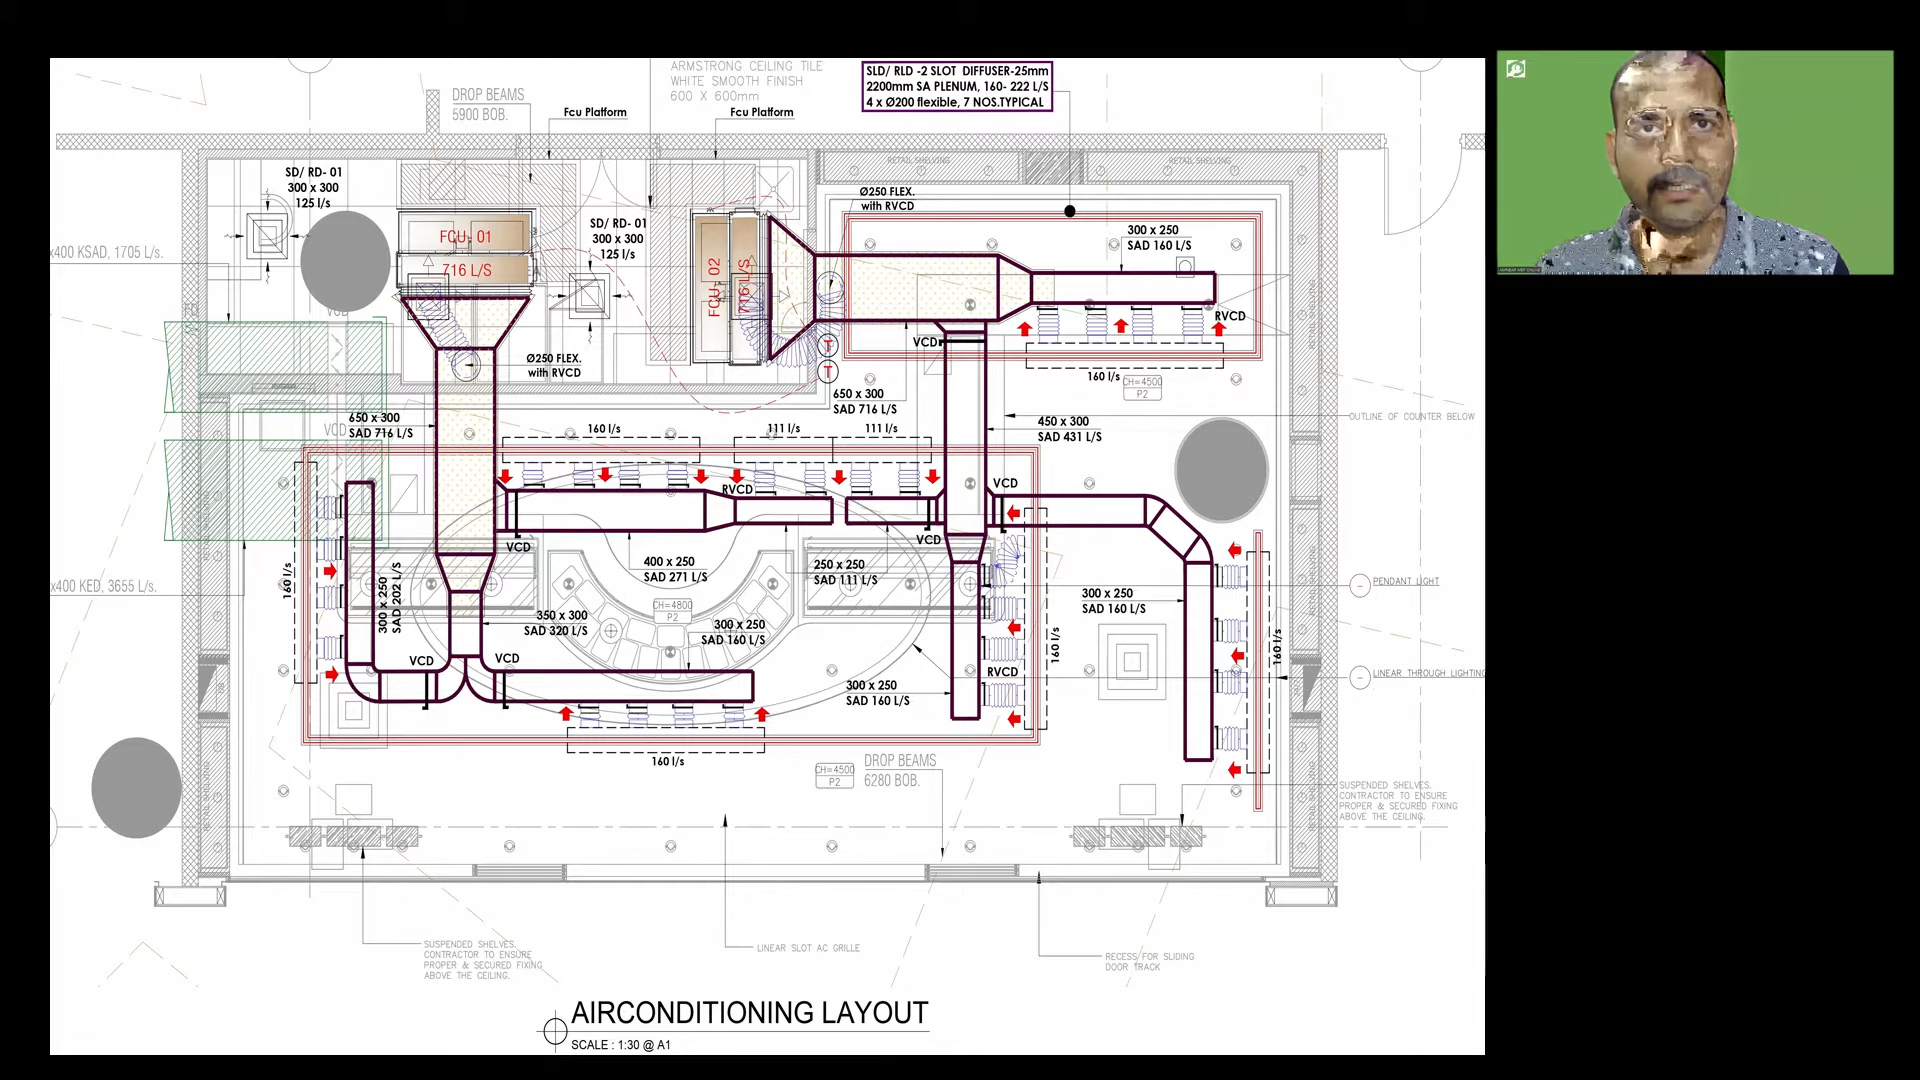 ARMSTRONG CEILING TILE
WHITE SMOOTH FINISH
600 X 600mm
SLD/ RLD -2 SLOT DIFFUSER-25mm
2200mm SA PLENUM, 160- 222 L/S
4 x Ø200 flexible, 7 NOS.TYPICAL
DROP BEAMS
5900 BOB.
Fcu Platform
Fcu Platform
RETAIL SHELVING
RETAIL SHELVING
SD/ RD- 01
300 x 300
125 l/s
Ø250 FLEX.
with RVCD
SD/ RD- 01
300 x 300
125 l/s
FCU- 01
716 L/S
FCU- 02
716 L/S
300 x 250
SAD 160 L/S
x400 KSAD, 1705 L/s.
RVCD
VCD
T
T
Ø250 FLEX.
with RVCD
160 l/s
CH=4500
P2
650 x 300
SAD 716 L/S
650 x 300
SAD 716 L/S
450 x 300
SAD 431 L/S
OUTLINE OF COUNTER BELOW
VCD
160 l/s
111 l/s
111 l/s
RVCD
VCD
VCD
VCD
400 x 250
SAD 271 L/S
250 x 250
SAD 111 L/S
x400 KED, 3655 L/s.
160 l/s
300 x 250
SAD 202 L/S
350 x 300
SAD 320 L/S
CH=4800
P2
300 x 250
SAD 160 L/S
300 x 250
SAD 160 L/S
PENDANT LIGHT
160 l/s
160 l/s
VCD
VCD
RVCD
300 x 250
SAD 160 L/S
LINEAR THROUGH LIGHTING
160 l/s
CH=4500
P2
DROP BEAMS
6280 BOB.
SUSPENDED SHELVES.
CONTRACTOR TO ENSURE
PROPER & SECURED FIXING
ABOVE THE CEILING.
RETAIL SHELVING
RETAIL SHELVING
SUSPENDED SHELVES.
CONTRACTOR TO ENSURE
PROPER & SECURED FIXING
ABOVE THE CEILING.
LINEAR SLOT AC GRILLE
RECESS FOR SLIDING
DOOR TRACK
AIRCONDITIONING LAYOUT
SCALE : 1:30 @ A1